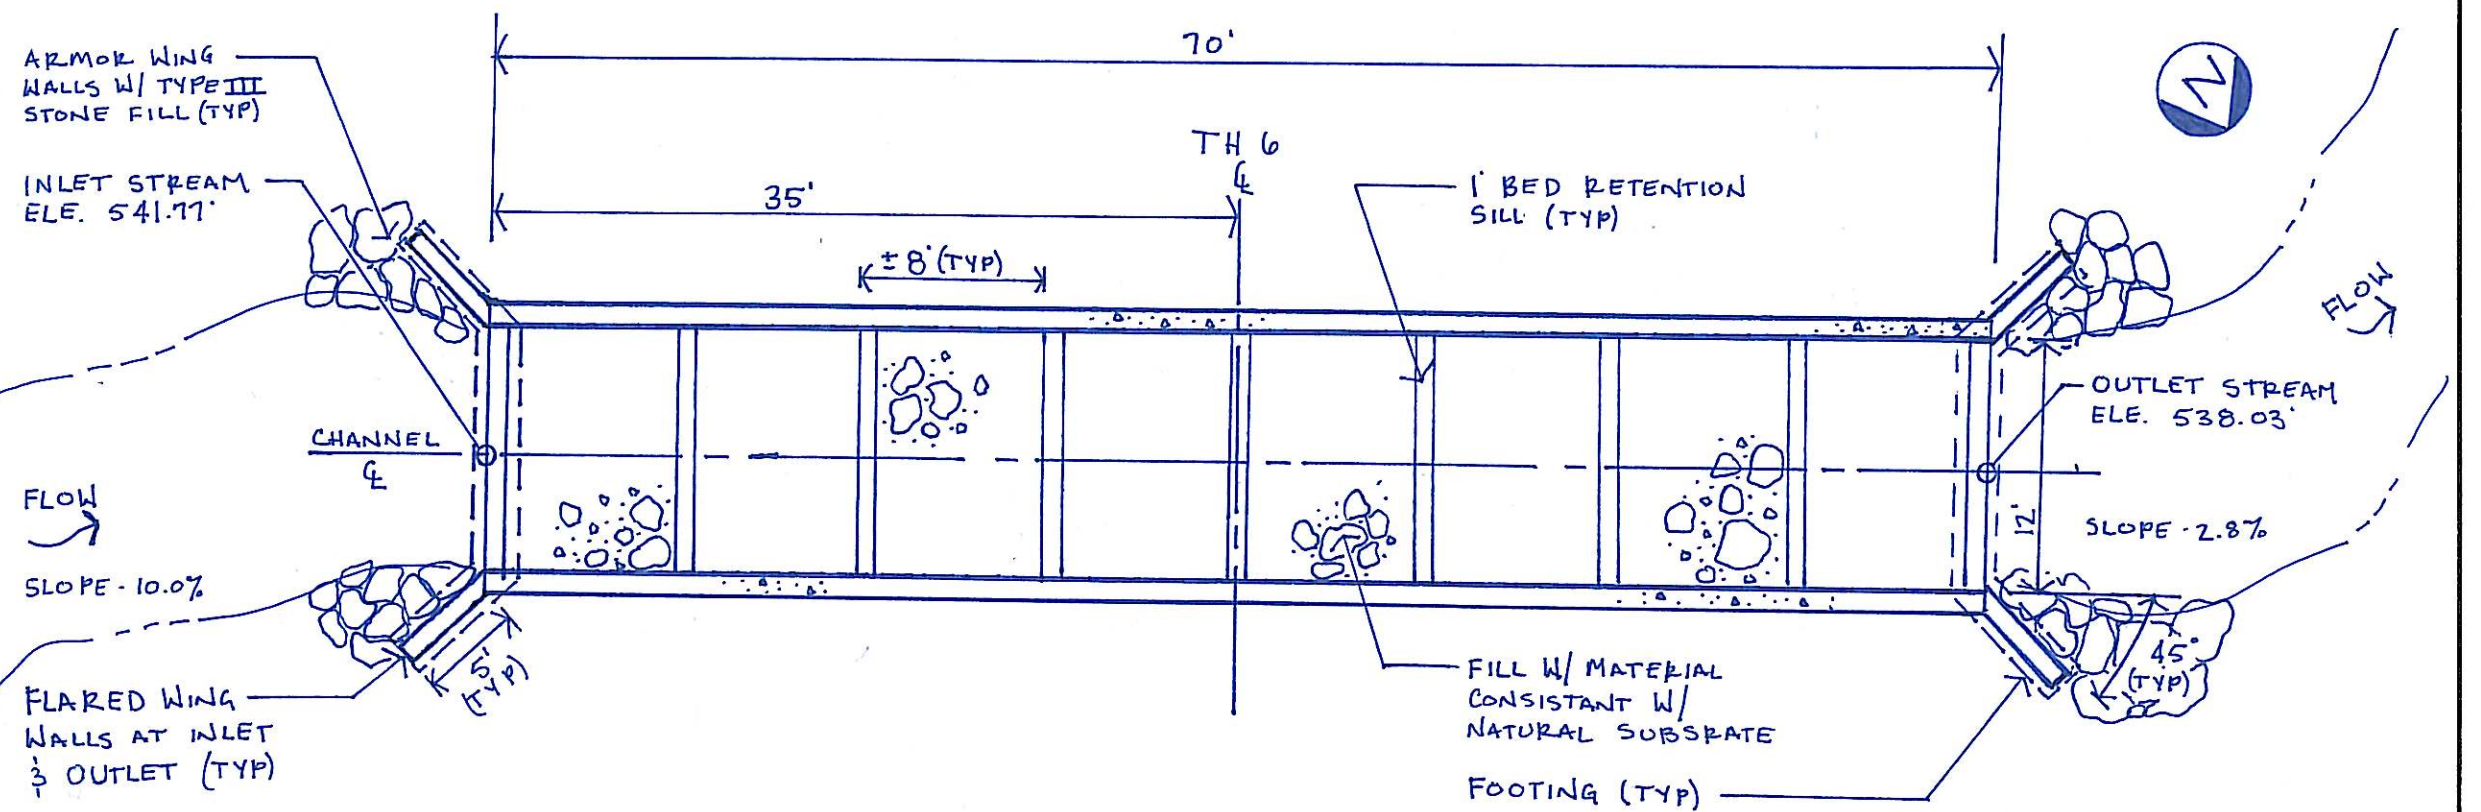 ARMOR WING
WALLS W/ TYPE III
STONE FILL (TYP)
70'
N
TH 6
℄
INLET STREAM
ELE. 541.77'
35'
1' BED RETENTION
SILL (TYP)
±8' (TYP)
FLOW
OUTLET STREAM
ELE. 538.03'
CHANNEL
℄
FLOW
12'
SLOPE - 2.8%
SLOPE - 10.0%
5'
(TYP)
45°
(TYP)
FLARED WING
WALLS AT INLET
& OUTLET (TYP)
FILL W/ MATERIAL
CONSISTANT W/
NATURAL SUBSRATE
FOOTING (TYP)